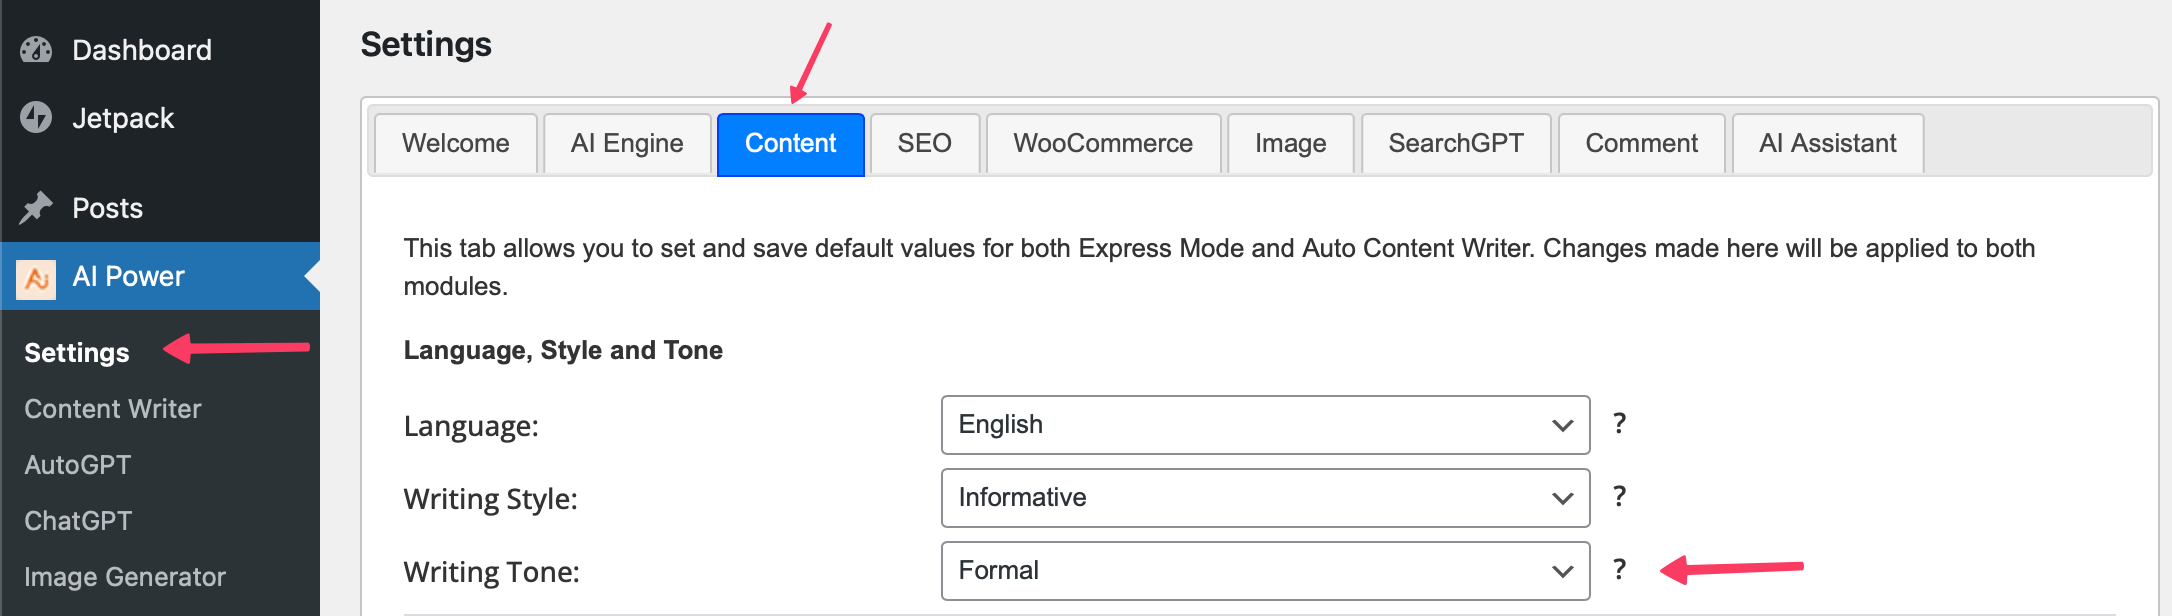 Dashboard
Jetpack
Posts
AI Power
Settings
Content Writer
AutoGPT
ChatGPT
Image Generator
Settings
Welcome AI Engine Content SEO WooCommerce Image SearchGPT Comment AI Assistant
This tab allows you to set and save default values for both Express Mode and Auto Content Writer. Changes made here will be applied to both
modules.
Language, Style and Tone
Language: English ?
Writing Style: Informative ?
Writing Tone: Formal ?